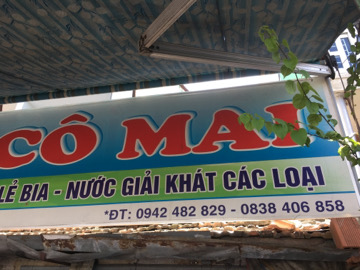 CÔ MAI
LẺ BIA - NƯỚC GIẢI KHÁT CÁC LOẠI
*ĐT: 0942 482 829 - 0838 406 858